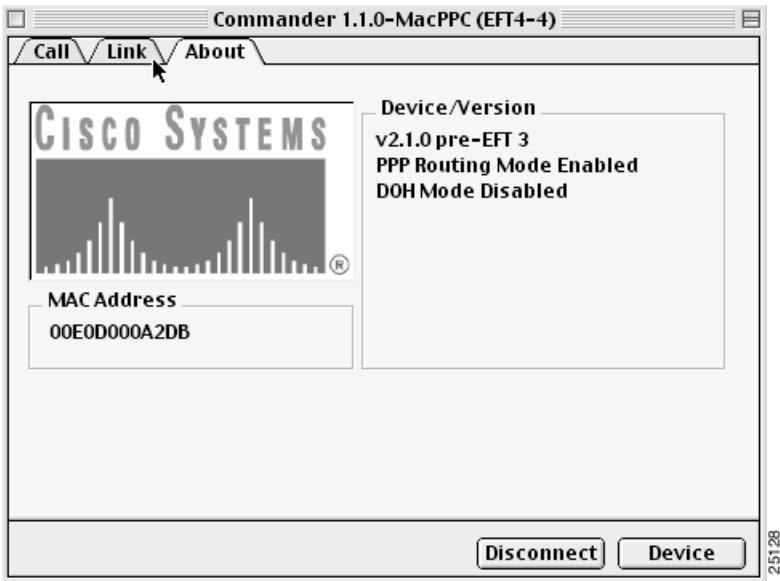 Commander 1.1.0-MacPPC (EFT4-4)
Call Link About
CISCO SYSTEMS
®
Device/Version
v2.1.0 pre-EFT 3
PPP Routing Mode Enabled
D0H Mode Disabled
MAC Address
00E0D000A2DB
Disconnect Device
25128